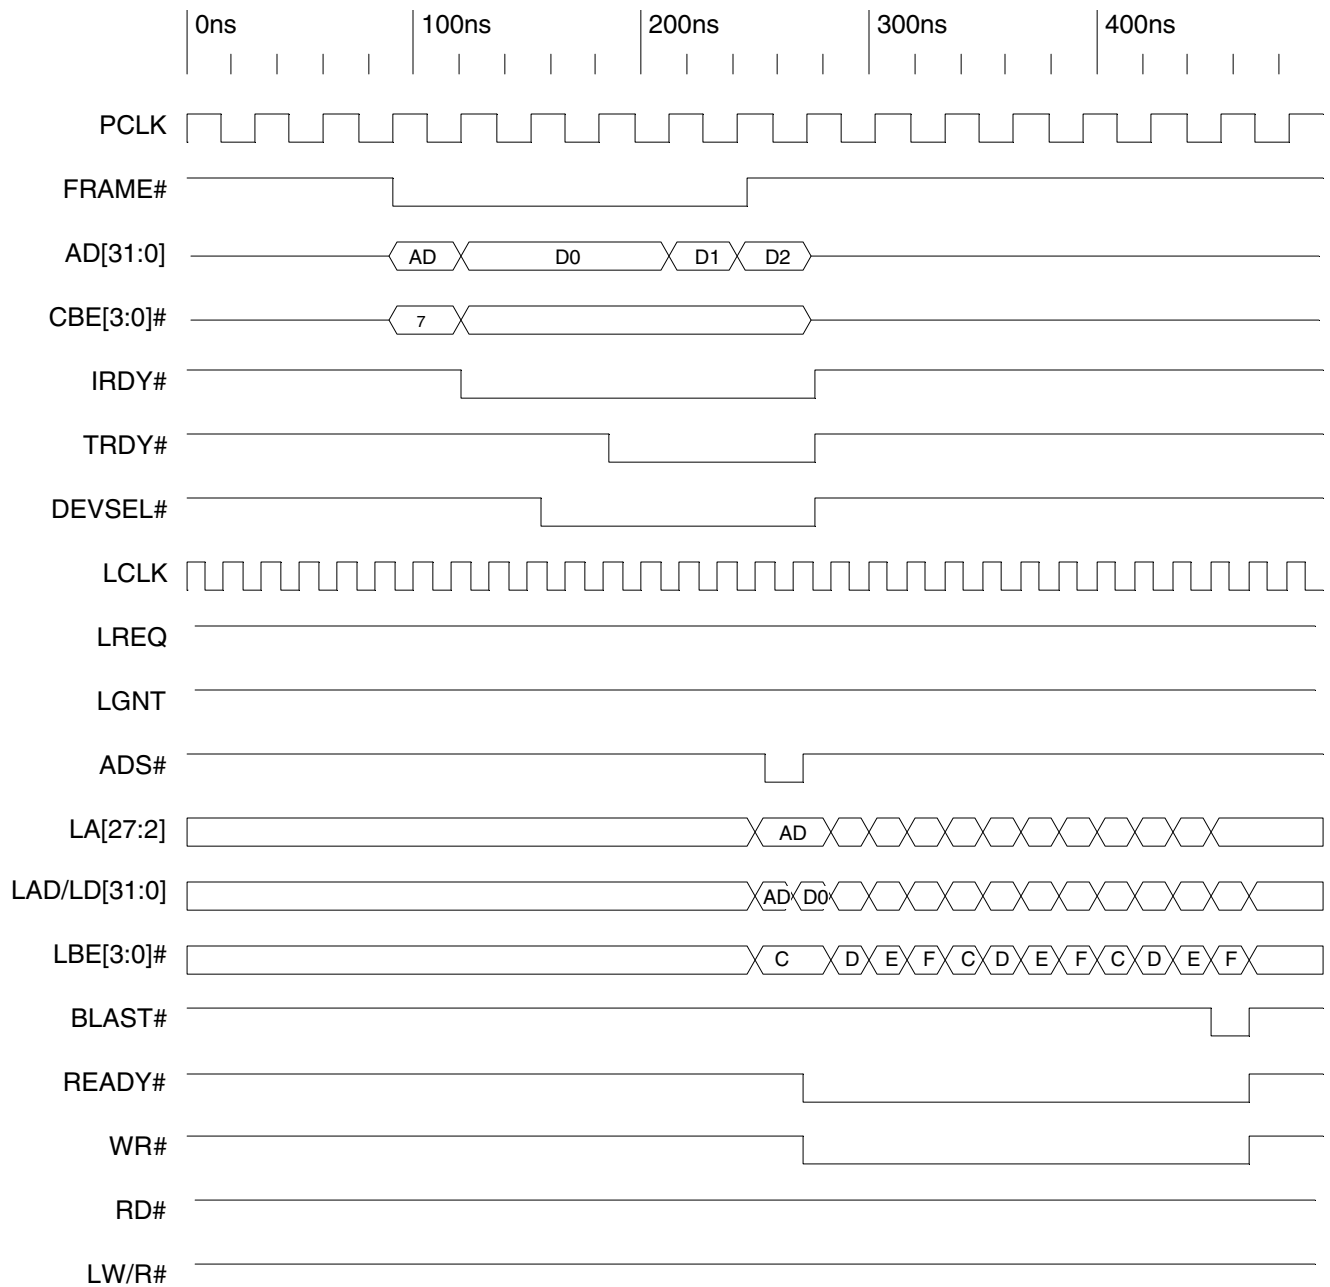 0ns 100ns 200ns 300ns 400ns
PCLK
FRAME#
AD[31:0] AD D0 D1 D2
CBE[3:0]# 7
IRDY#
TRDY#
DEVSEL#
LCLK
LREQ
LGNT
ADS#
LA[27:2] AD
LAD/LD[31:0] AD D0
LBE[3:0]# C D E F C D E F C D E F
BLAST#
READY#
WR#
RD#
LW/R#